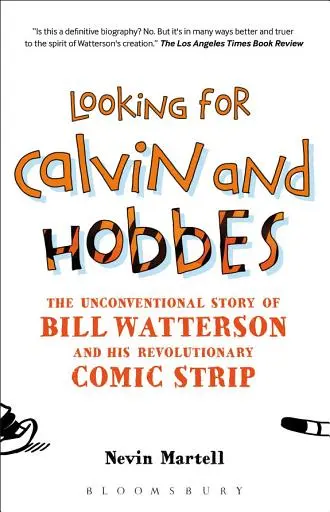 "Is this a definitive biography? No. But it's in many ways better and truer
to the spirit of Watterson's creation." The Los Angeles Times Book Review
LOOKING FOR
CALVIN AND
HOBBES
THE UNCONVENTIONAL STORY OF
BILL WATTERSON
AND HIS REVOLUTIONARY
COMIC STRIP
Nevin Martell
BLOOMSBURY